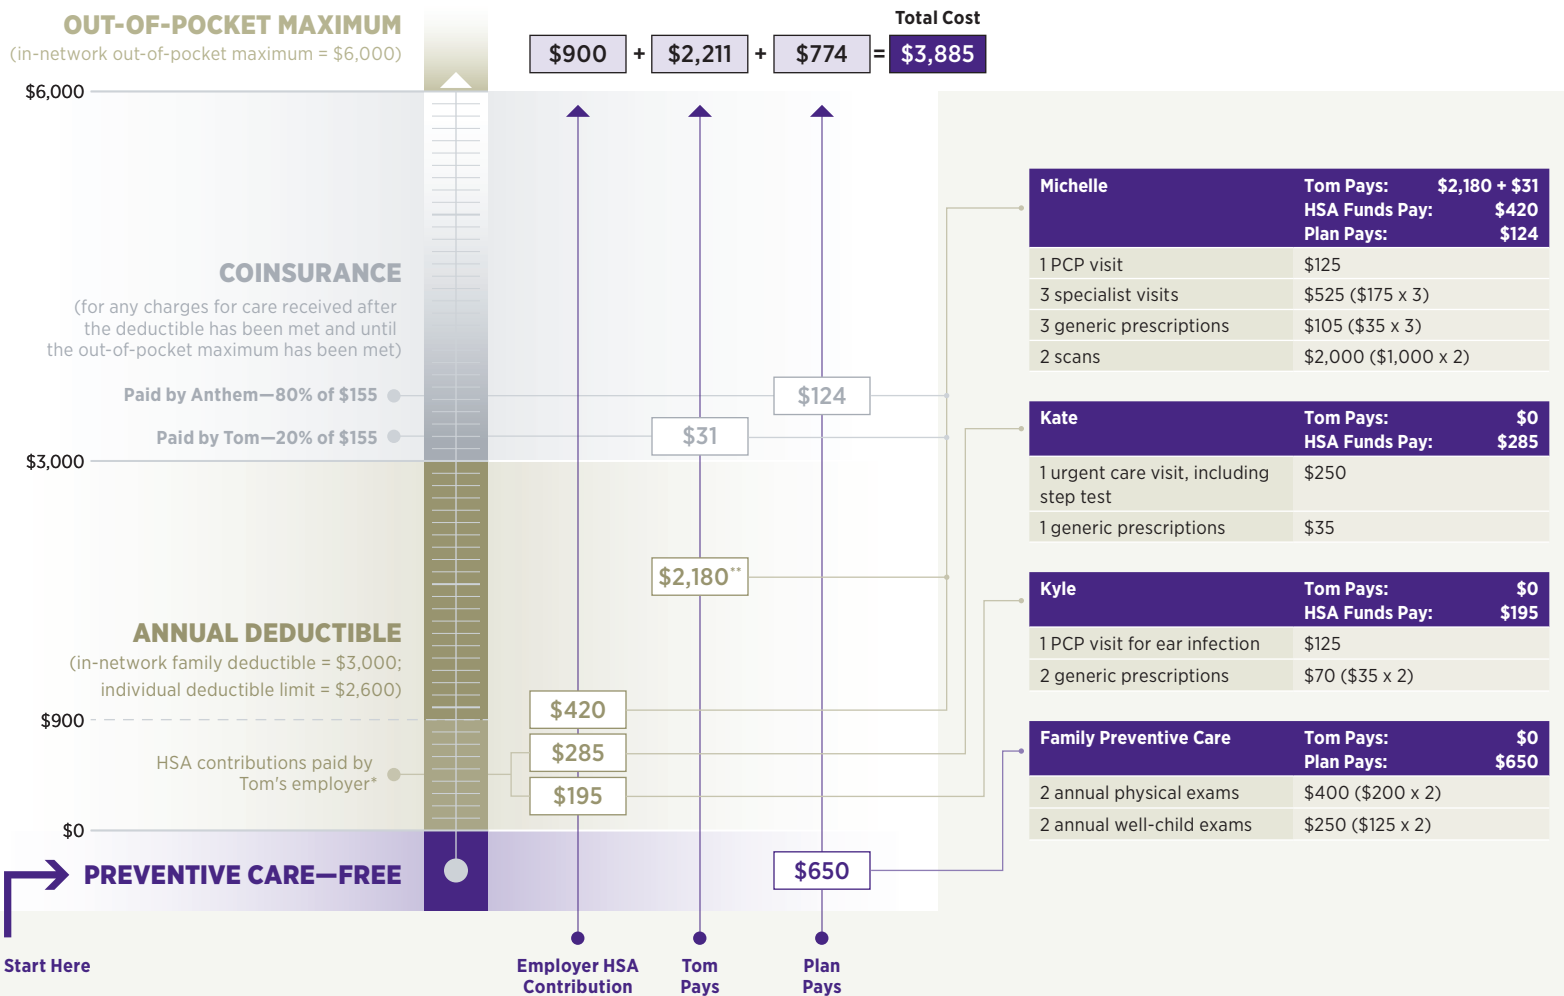 OUT-OF-POCKET MAXIMUM
(in-network out-of-pocket maximum = $6,000)
Total Cost
$900 + $2,211 + $774 = $3,885
$6,000
COINSURANCE
(for any charges for care received after
the deductible has been met and until
the out-of-pocket maximum has been met)
Paid by Anthem—80% of $155
$124
Paid by Tom—20% of $155
$31
$3,000
$2,180**
ANNUAL DEDUCTIBLE
(in-network family deductible = $3,000;
individual deductible limit = $2,600)
$900
$420
$285
$195
HSA contributions paid by
Tom's employer*
$0
PREVENTIVE CARE—FREE
$650
Start Here
Employer HSA
Contribution
Tom
Pays
Plan
Pays
Michelle Tom Pays: $2,180 + $31
HSA Funds Pay: $420
Plan Pays: $124
1 PCP visit $125
3 specialist visits $525 ($175 x 3)
3 generic prescriptions $105 ($35 x 3)
2 scans $2,000 ($1,000 x 2)
Kate Tom Pays: $0
HSA Funds Pay: $285
1 urgent care visit, including $250
step test
1 generic prescriptions $35
Kyle Tom Pays: $0
HSA Funds Pay: $195
1 PCP visit for ear infection $125
2 generic prescriptions $70 ($35 x 2)
Family Preventive Care Tom Pays: $0
Plan Pays: $650
2 annual physical exams $400 ($200 x 2)
2 annual well-child exams $250 ($125 x 2)